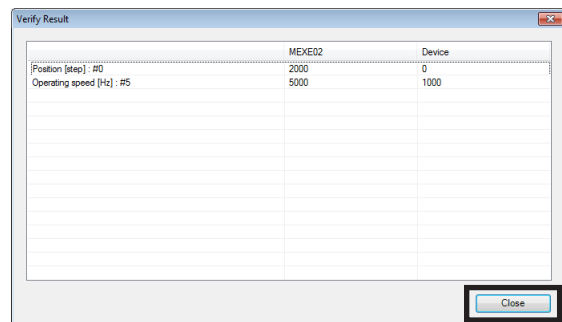 Verify Result
MEXE02 Device
Position [step] : #0 2000 0
Operating speed [Hz] : #5 5000 1000
Close